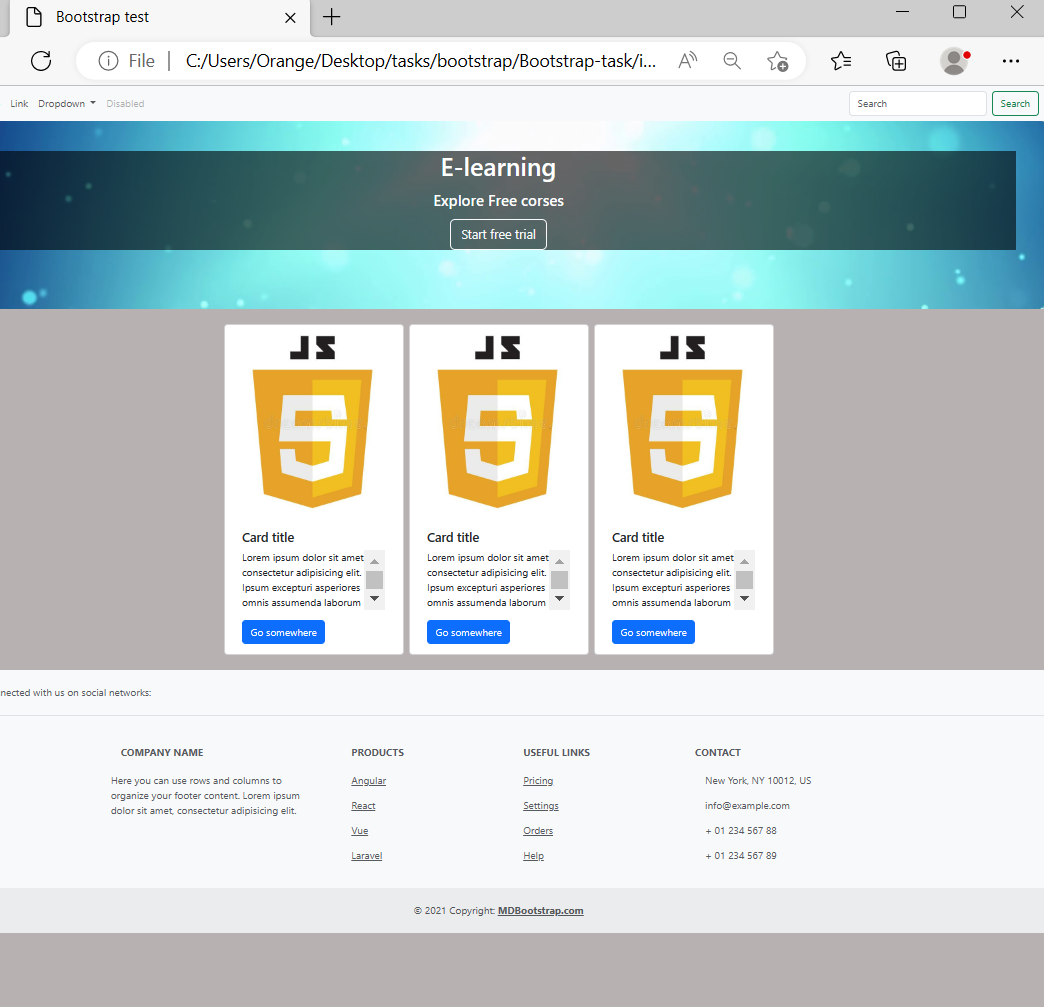 Bootstrap test
File
C:/Users/Orange/Desktop/tasks/bootstrap/Bootstrap-task/i...
Link Dropdown Disabled Search Search
E-learning
Explore Free corses
Start free trial
JS JS JS
Card title
Lorem ipsum dolor sit amet
consectetur adipisicing elit.
Ipsum excepturi asperiores
omnis assumenda laborum
Go somewhere
Card title
Lorem ipsum dolor sit amet
consectetur adipisicing elit.
Ipsum excepturi asperiores
omnis assumenda laborum
Go somewhere
Card title
Lorem ipsum dolor sit amet
consectetur adipisicing elit.
Ipsum excepturi asperiores
omnis assumenda laborum
Go somewhere
nected with us on social networks:
COMPANY NAME
Here you can use rows and columns to
organize your footer content. Lorem ipsum
dolor sit amet, consectetur adipisicing elit.
PRODUCTS
Angular
React
Vue
Laravel
USEFUL LINKS
Pricing
Settings
Orders
Help
CONTACT
New York, NY 10012, US
info@example.com
+ 01 234 567 88
+ 01 234 567 89
© 2021 Copyright: MDBootstrap.com